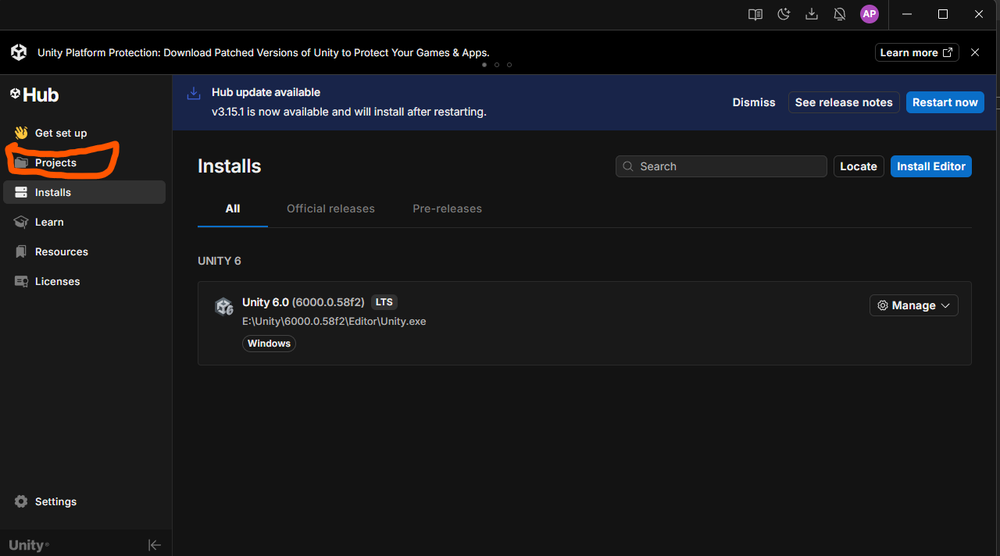 AP
Unity Platform Protection: Download Patched Versions of Unity to Protect Your Games & Apps.
Learn more
Hub
Hub update available
v3.15.1 is now available and will install after restarting.
Dismiss
See release notes
Restart now
Get set up
Projects
Installs
Learn
Resources
Licenses
Installs
Search
Locate
Install Editor
All
Official releases
Pre-releases
UNITY 6
Unity 6.0 (6000.0.58f2) LTS
E:\Unity\6000.0.58f2\Editor\Unity.exe
Windows
Manage
Settings
Unity®